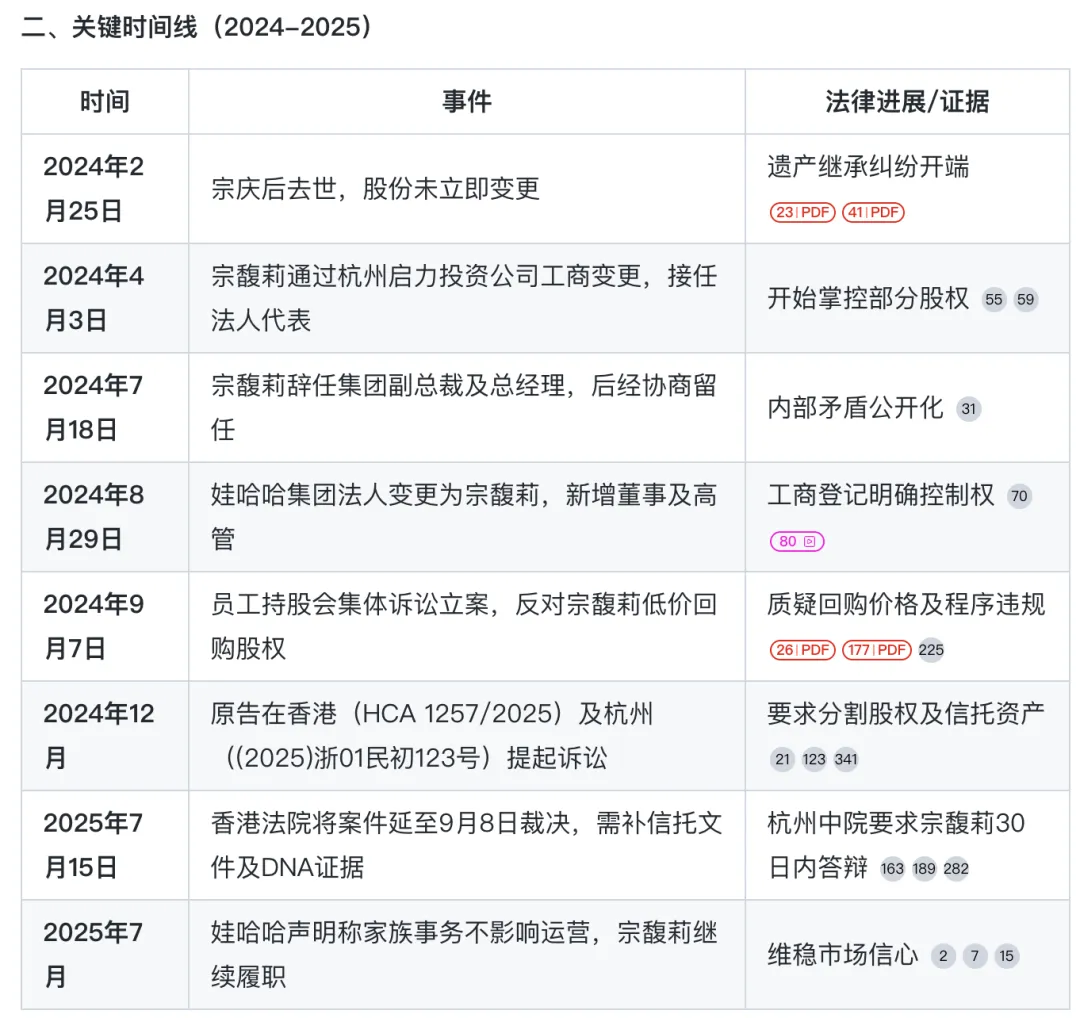 二、关键时间线（2024–2025）
时间 事件 法律进展/证据
2024年2
月25日
宗庆后去世，股份未立即变更
遗产继承纠纷开端
23|PDF 41|PDF
2024年4
月3日
宗馥莉通过杭州启力投资公司工商变更，接任
法人代表
开始掌控部分股权 55 59
2024年7
月18日
宗馥莉辞任集团副总裁及总经理，后经协商留
任
内部矛盾公开化 31
2024年8
月29日
娃哈哈集团法人变更为宗馥莉，新增董事及高
管
工商登记明确控制权 70
80
2024年9
月7日
员工持股会集体诉讼立案，反对宗馥莉低价回
购股权
质疑回购价格及程序违规
26|PDF 177|PDF 225
2024年12
月
原告在香港（HCA 1257/2025）及杭州
（(2025)浙01民初123号）提起诉讼
要求分割股权及信托资产
21 123 341
2025年7
月15日
香港法院将案件延至9月8日裁决，需补信托文
件及DNA证据
杭州中院要求宗馥莉30
日内答辩 163 189 282
2025年7
月
娃哈哈声明称家族事务不影响运营，宗馥莉继
续履职
维稳市场信心 2 7 15